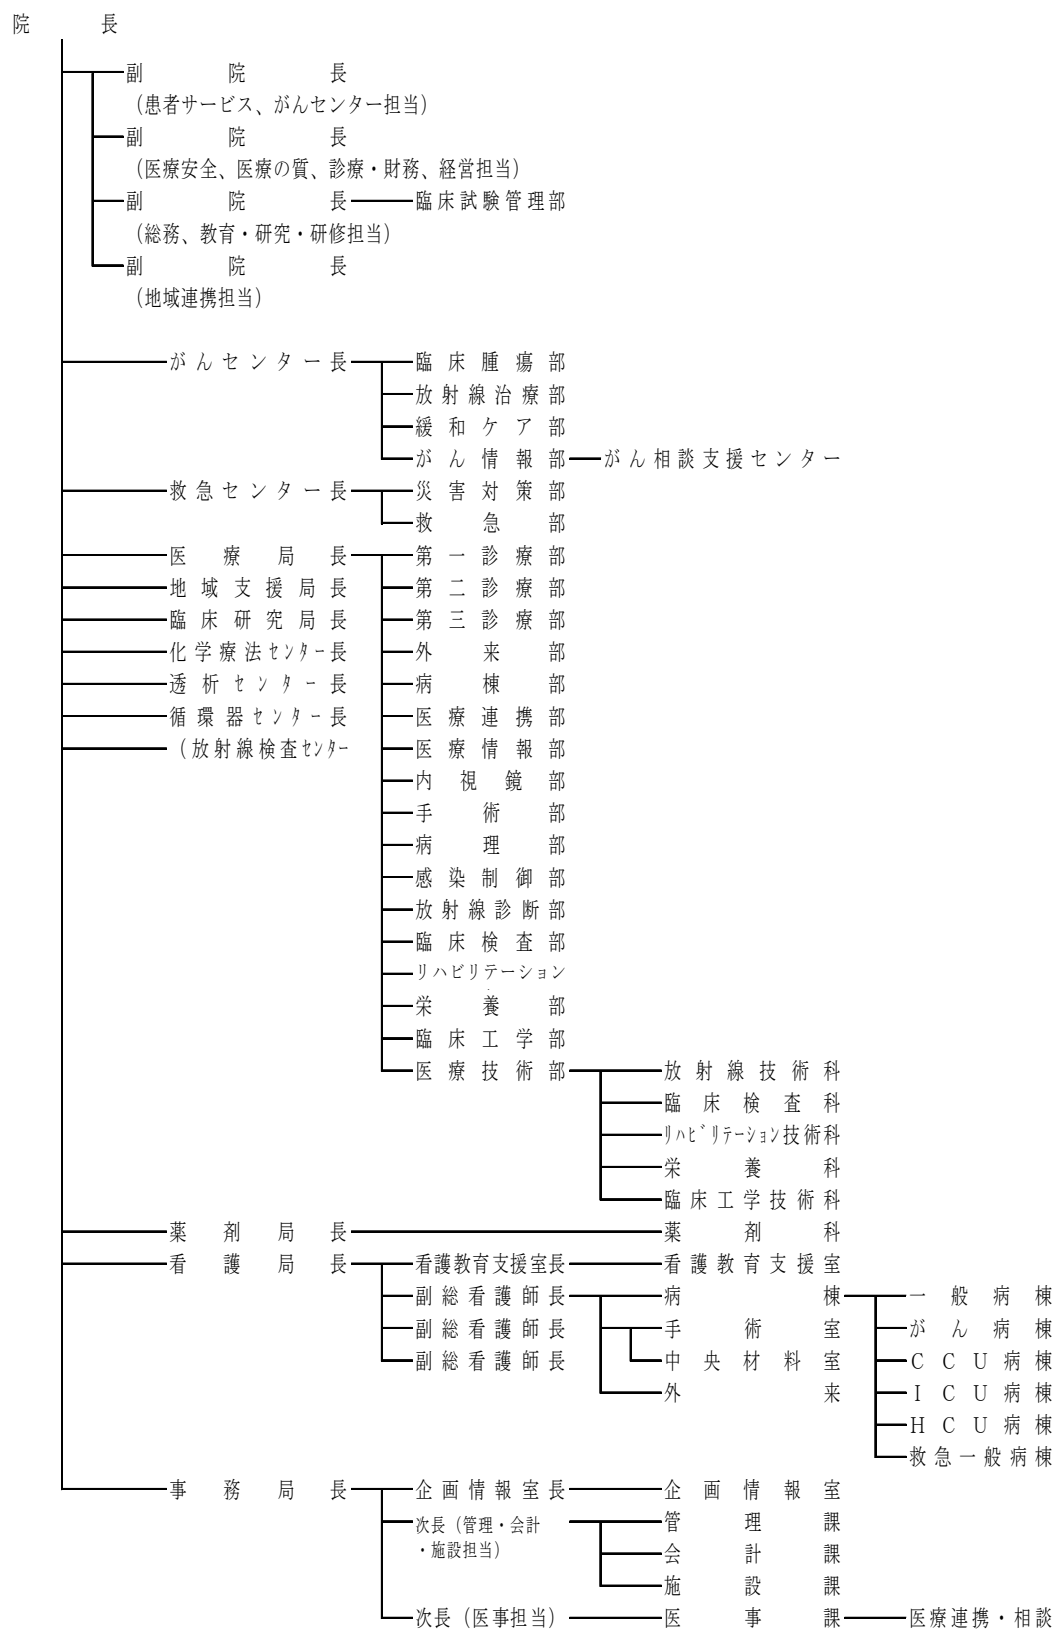 院長
副院長
（患者サービス、がんセンター担当）
副院長
（医療安全、医療の質、診療・財務、経営担当）
副院長 臨床試験管理部
（総務、教育・研究・研修担当）
副院長
（地域連携担当）
がんセンター長 臨床腫瘍部
放射線治療部
緩和ケア部
がん情報部 がん相談支援センター
救急センター長 災害対策部
救急部
医療局長 第一診療部
地域支援局長 第二診療部
臨床研究局長 第三診療部
化学療法ｾﾝﾀｰ長 外来部
透析ｾﾝﾀｰ長 病棟部
循環器ｾﾝﾀｰ長 医療連携部
（放射線検査ｾﾝﾀｰ 医療情報部
内視鏡部
手術部
病理部
感染制御部
放射線診断部
臨床検査部
リハビリテーション
栄養部
臨床工学部
医療技術部 放射線技術科
臨床検査科
ﾘﾊﾋﾞﾘﾃｰｼｮﾝ技術科
栄養科
臨床工学技術科
薬剤局長 薬剤科
看護局長 看護教育支援室長 看護教育支援室
副総看護師長 病棟 一般病棟
副総看護師長 手術室 がん病棟
副総看護師長 中央材料室 ＣＣＵ病棟
外来 ＩＣＵ病棟
ＨＣＵ病棟
救急一般病棟
事務局長 企画情報室長 企画情報室
次長（管理・会計 管理課
・施設担当） 会計課
施設課
次長（医事担当） 医事課 医療連携・相談